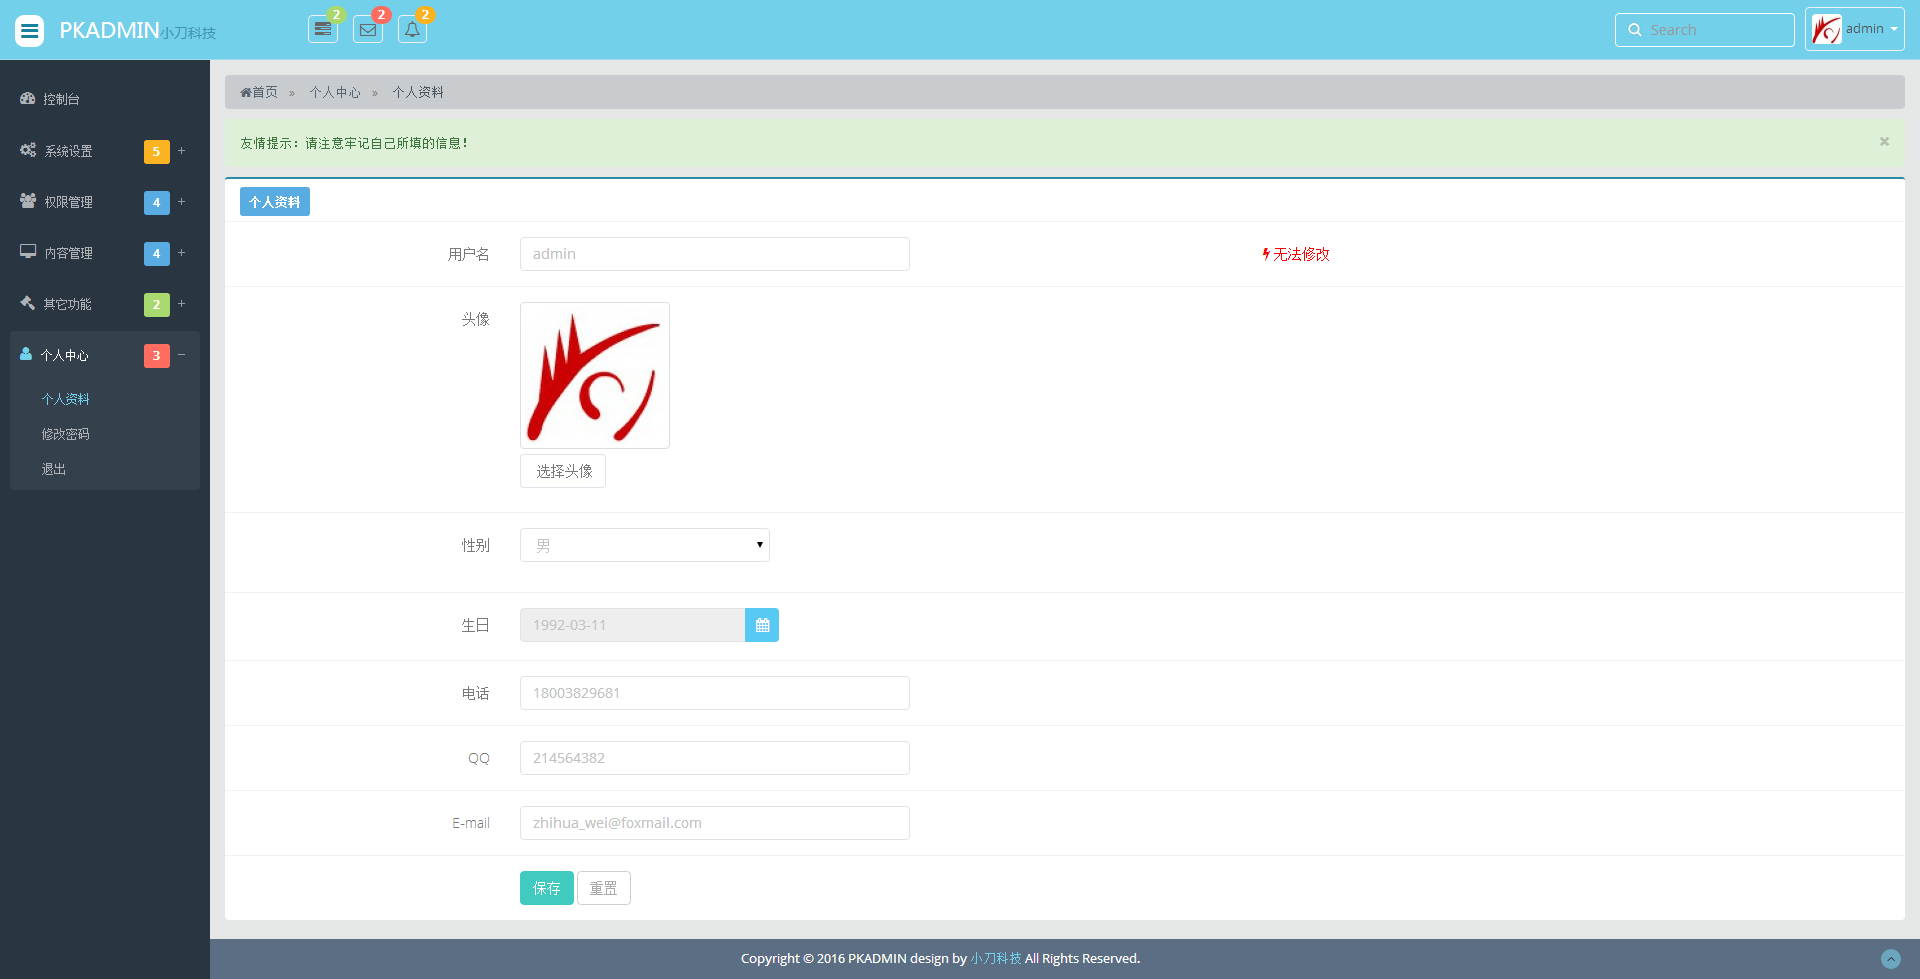 PKADMIN小刀科技
2
2
2
Search
admin
控制台
系统设置 5 +
权限管理 4 +
内容管理 4 +
其它功能 2 +
个人中心 3 −
个人资料
修改密码
退出
首页 » 个人中心 » 个人资料
友情提示：请注意牢记自己所填的信息！ ×
个人资料
用户名 admin 无法修改
头像
选择头像
性别 男
生日 1992-03-11
电话 18003829681
QQ 214564382
E-mail zhihua_wei@foxmail.com
保存 重置
Copyright © 2016 PKADMIN design by 小刀科技 All Rights Reserved.